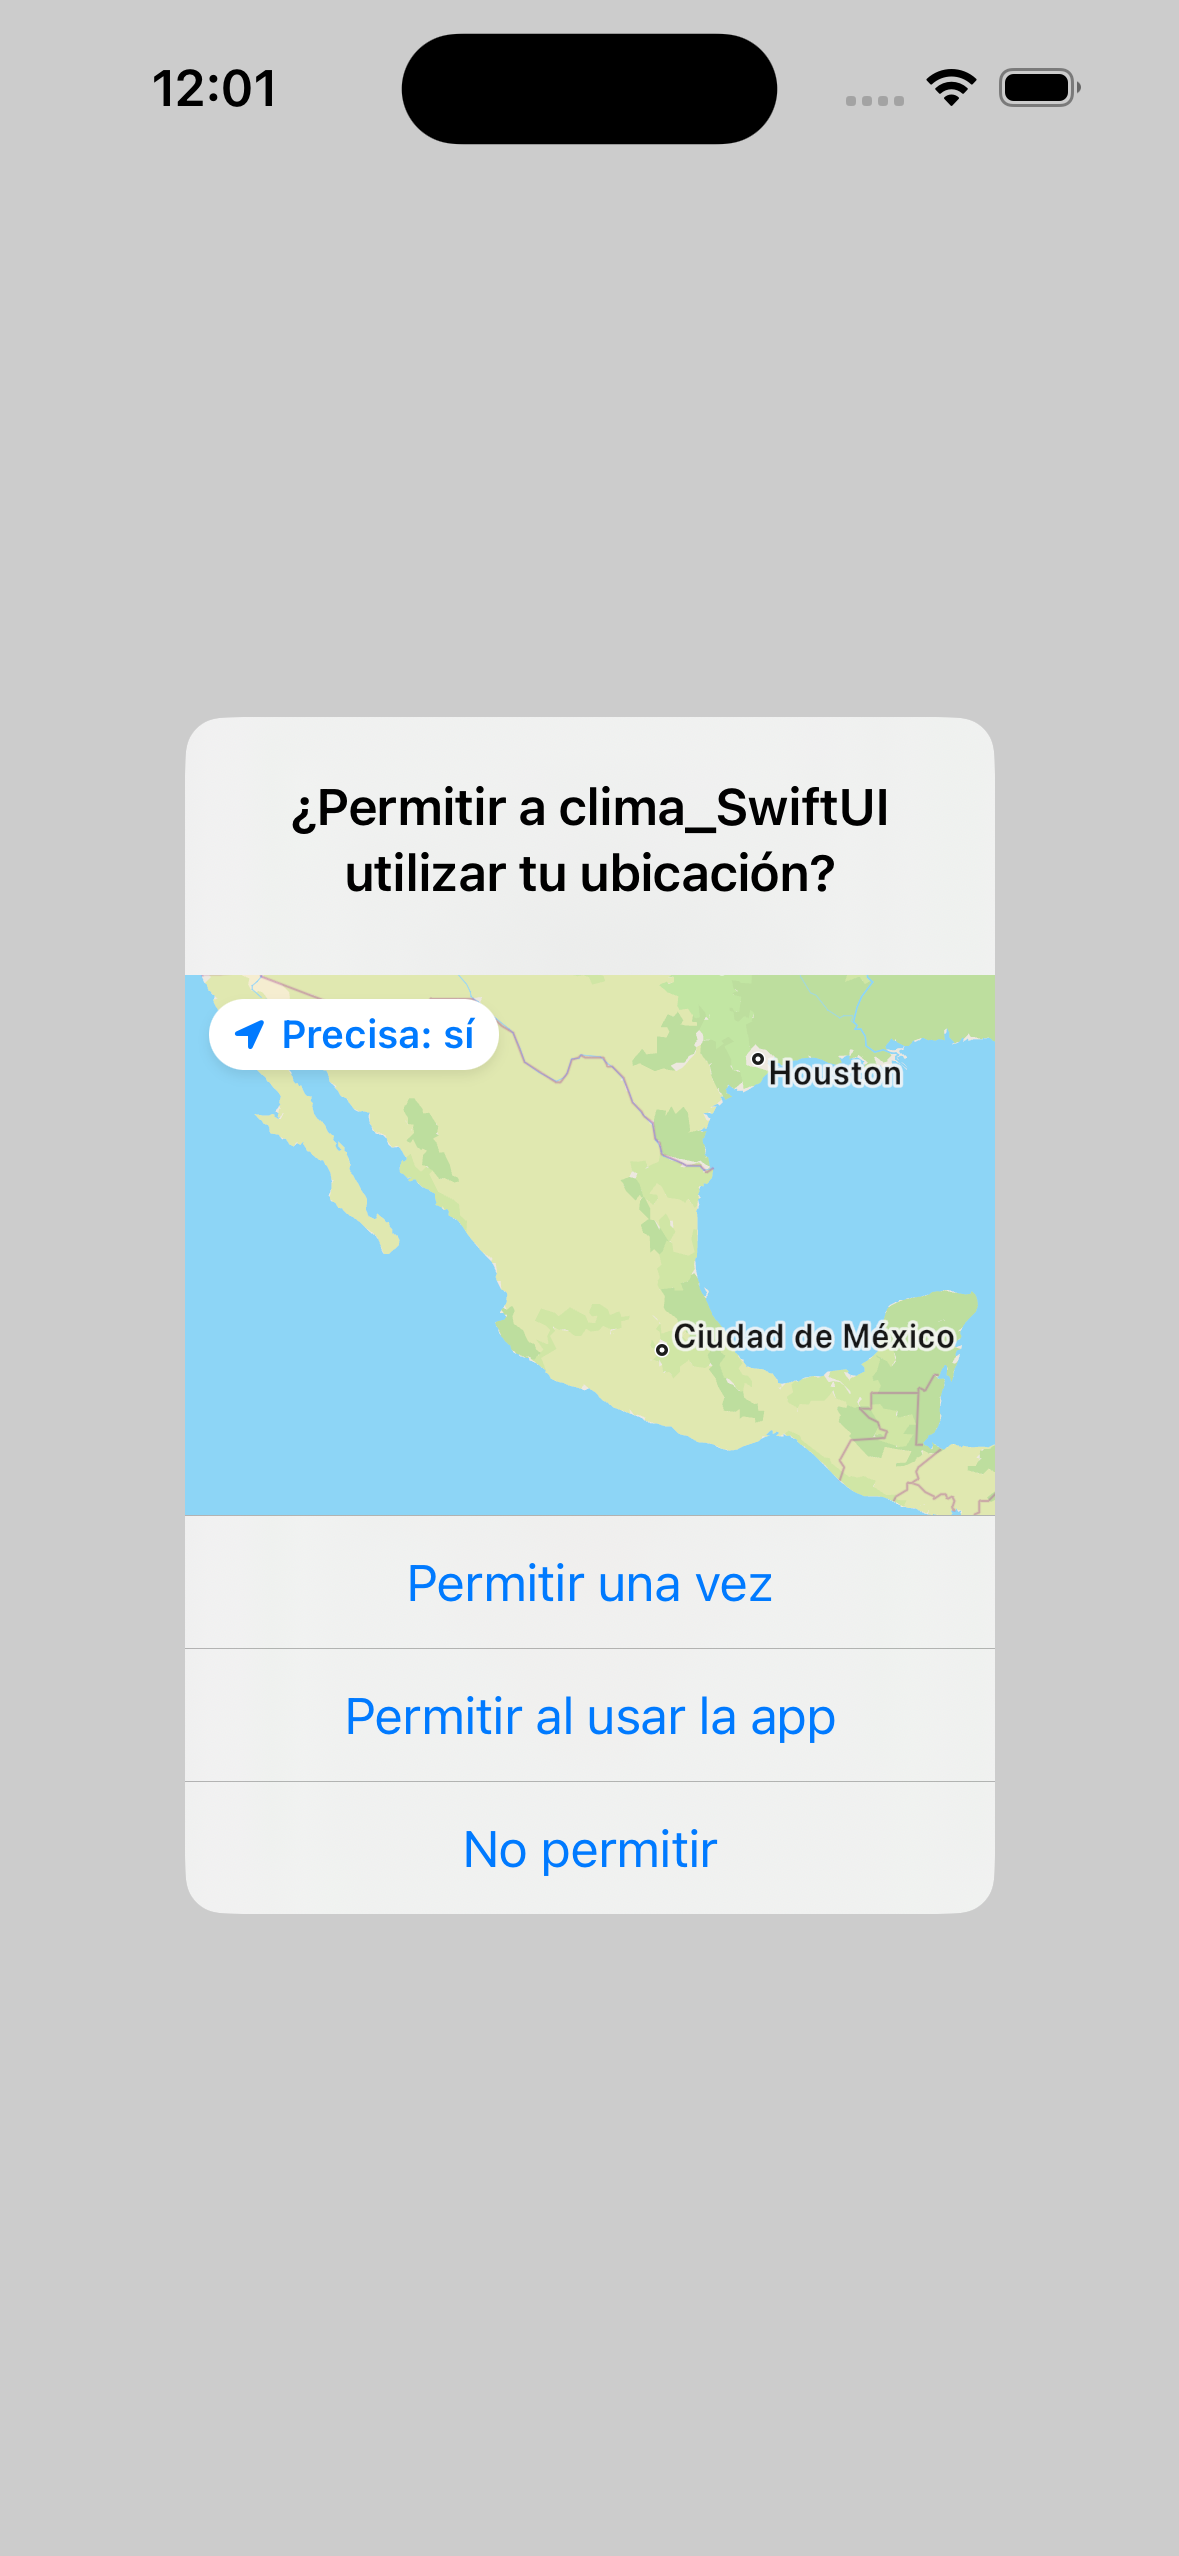 12:01
¿Permitir a clima_SwiftUI
utilizar tu ubicación?
Precisa: sí
Houston
Ciudad de México
Permitir una vez
Permitir al usar la app
No permitir